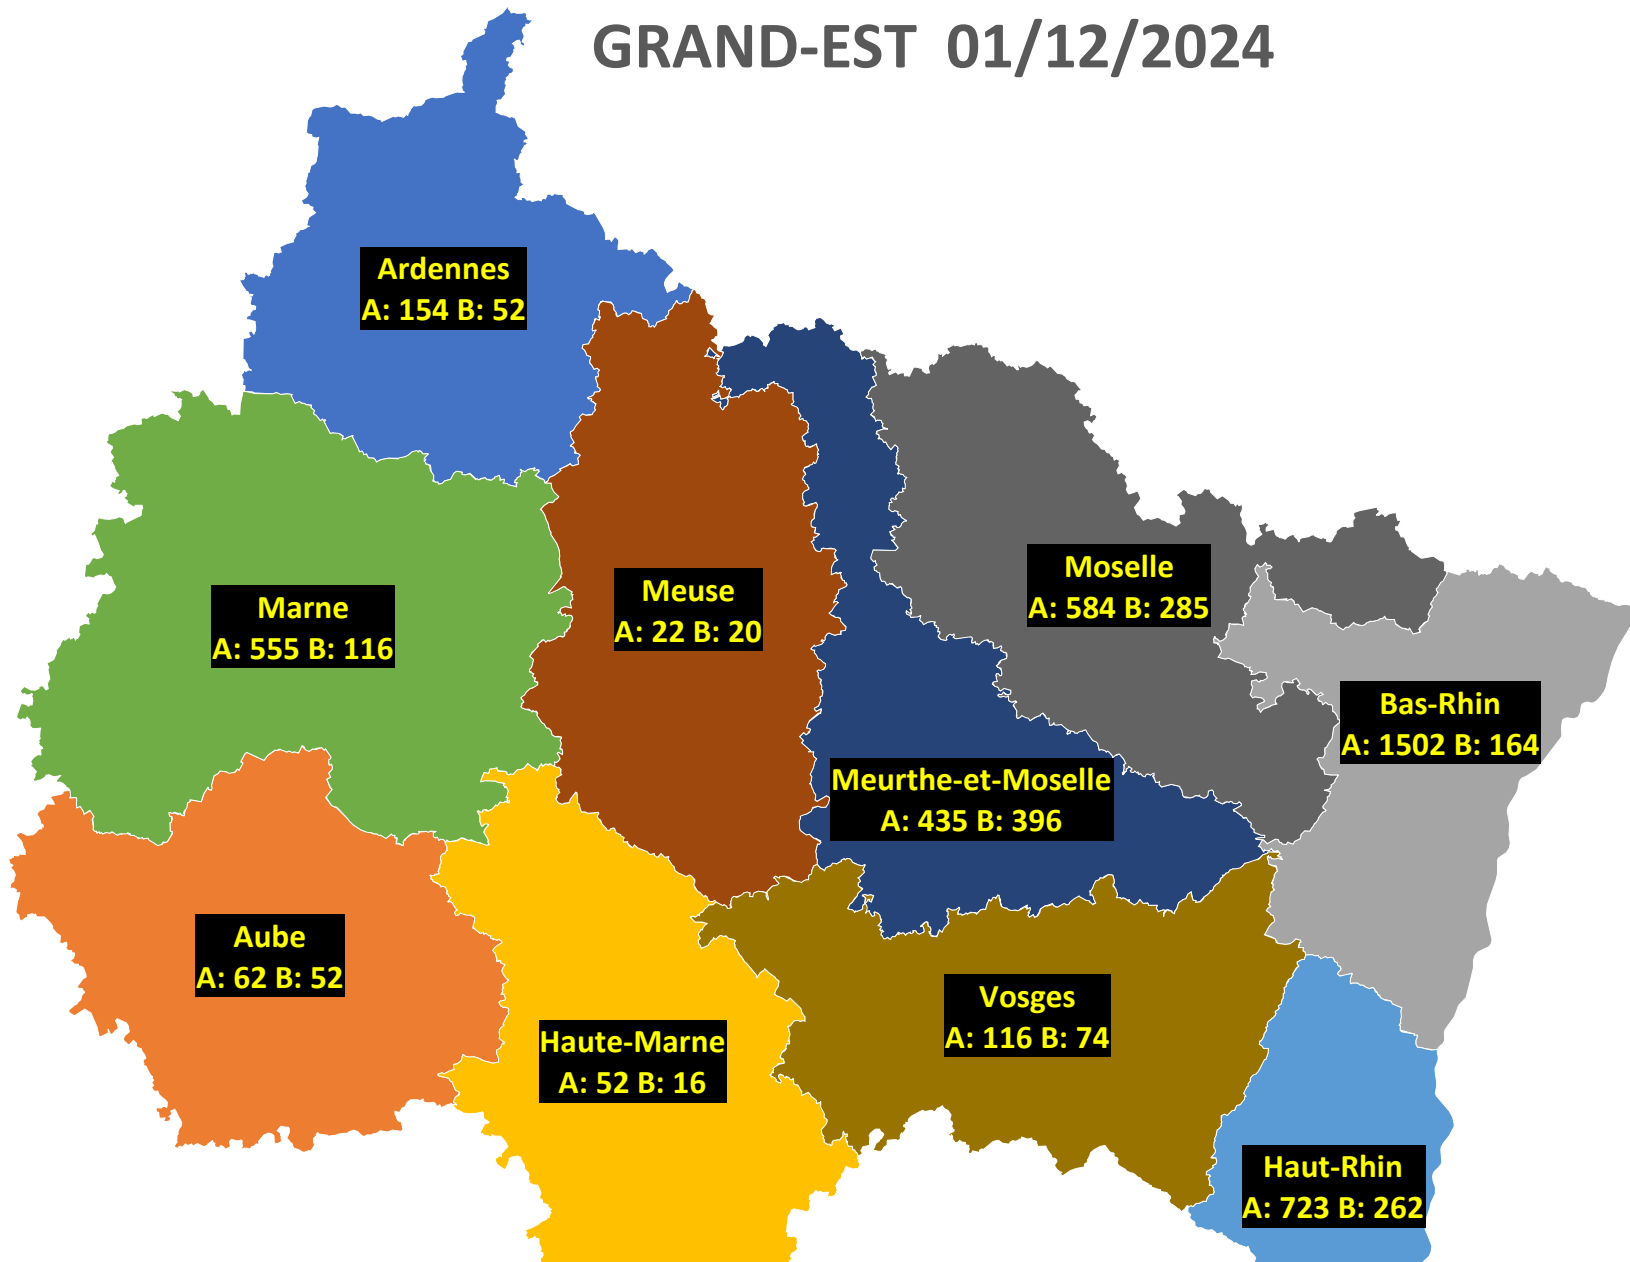 GRAND-EST 01/12/2024
Ardennes
A: 154 B: 52
Marne
A: 555 B: 116
Meuse
A: 22 B: 20
Moselle
A: 584 B: 285
Bas-Rhin
A: 1502 B: 164
Meurthe-et-Moselle
A: 435 B: 396
Aube
A: 62 B: 52
Haute-Marne
A: 52 B: 16
Vosges
A: 116 B: 74
Haut-Rhin
A: 723 B: 262